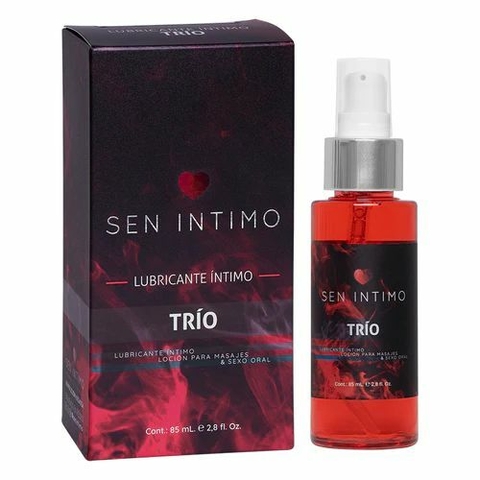 LUBRICANTE ÍNTIMO
TRÍO
SEN INTIMO
LUBRICANTE ÍNTIMO
TRÍO
LUBRICANTE ÍNTIMO
LOCIÓN PARA MASAJES
& SEXO ORAL
Cont.: 85 mL. ℮ 2,8 fl. Oz.
SEN INTIMO
TRÍO
LUBRICANTE ÍNTIMO
LOCIÓN PARA MASAJES
& SEXO ORAL
Cont.: 85 mL ℮ 2,8 fl. Oz.